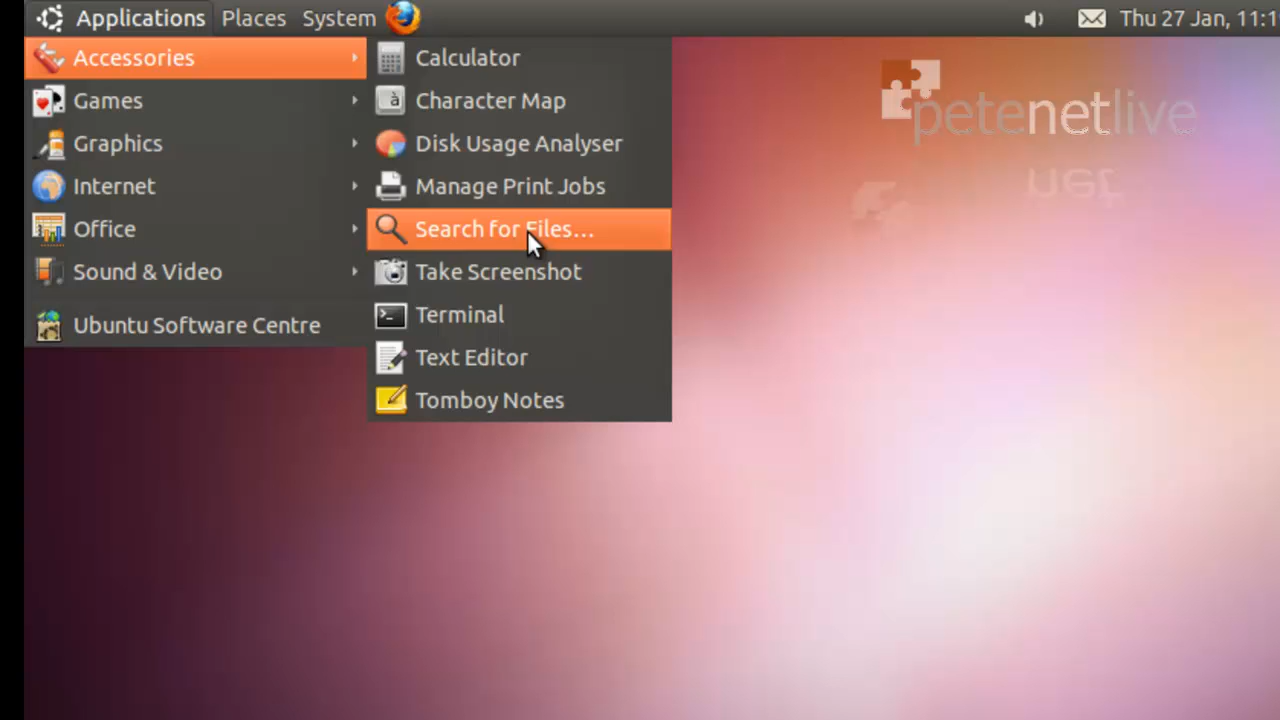 Applications Places System Thu 27 Jan, 11:1
Accessories
Games
Graphics
Internet
Office
Sound & Video
Ubuntu Software Centre
Calculator
Character Map
Disk Usage Analyser
Manage Print Jobs
Search for Files...
Take Screenshot
Terminal
Text Editor
Tomboy Notes
petenetlive
net